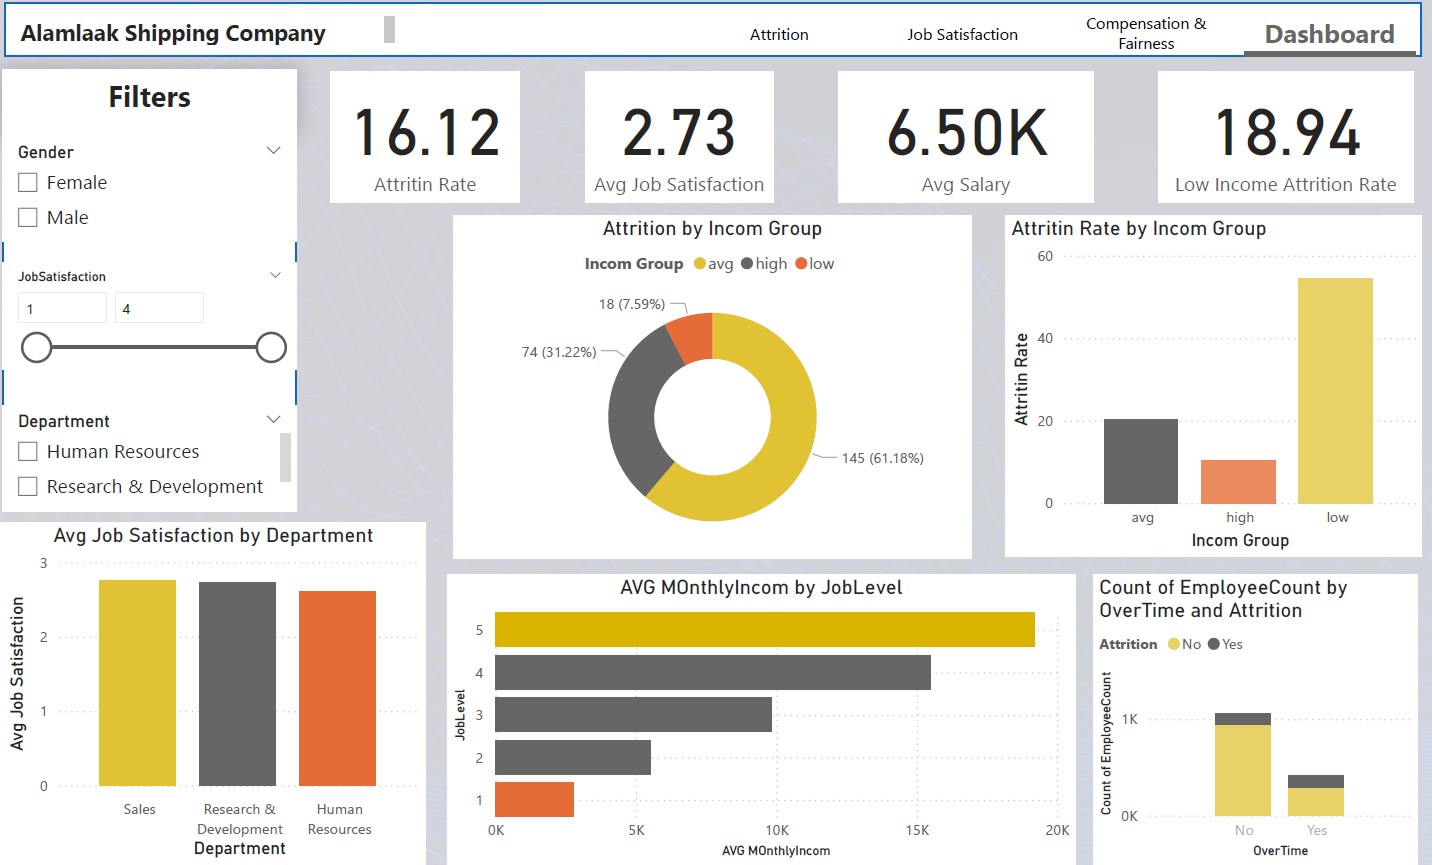 Alamlaak Shipping Company
Attrition
Job Satisfaction
Compensation &
Fairness
Dashboard
Filters
Gender
Female
Male
JobSatisfaction
1
4
Department
Human Resources
Research & Development
16.12
Attritin Rate
2.73
Avg Job Satisfaction
6.50K
Avg Salary
18.94
Low Income Attrition Rate
Attrition by Incom Group
Incom Group avg high low
18 (7.59%)
74 (31.22%)
145 (61.18%)
Attritin Rate by Incom Group
Attritin Rate
60
40
20
0
avg high low
Incom Group
Avg Job Satisfaction by Department
Avg Job Satisfaction
3
2
1
0
Sales
Research &
Development
Human
Resources
Department
AVG MOnthlyIncom by JobLevel
JobLevel
5
4
3
2
1
0K 5K 10K 15K 20K
AVG MOnthlyIncom
Count of EmployeeCount by
OverTime and Attrition
Attrition No Yes
Count of EmployeeCount
1K
0K
No Yes
OverTime